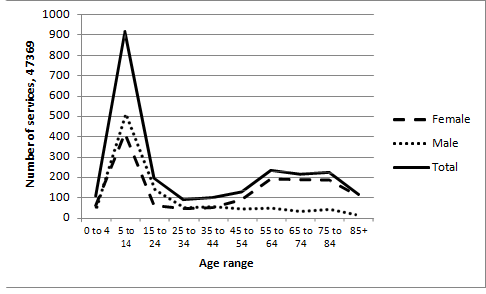 1000
900
800
700
600
500
400
300
200
100
0
Number of services, 47369
0 to 4
5 to 14
15 to 24
25 to 34
35 to 44
45 to 54
55 to 64
65 to 74
75 to 84
85+
Age range
Female
Male
Total